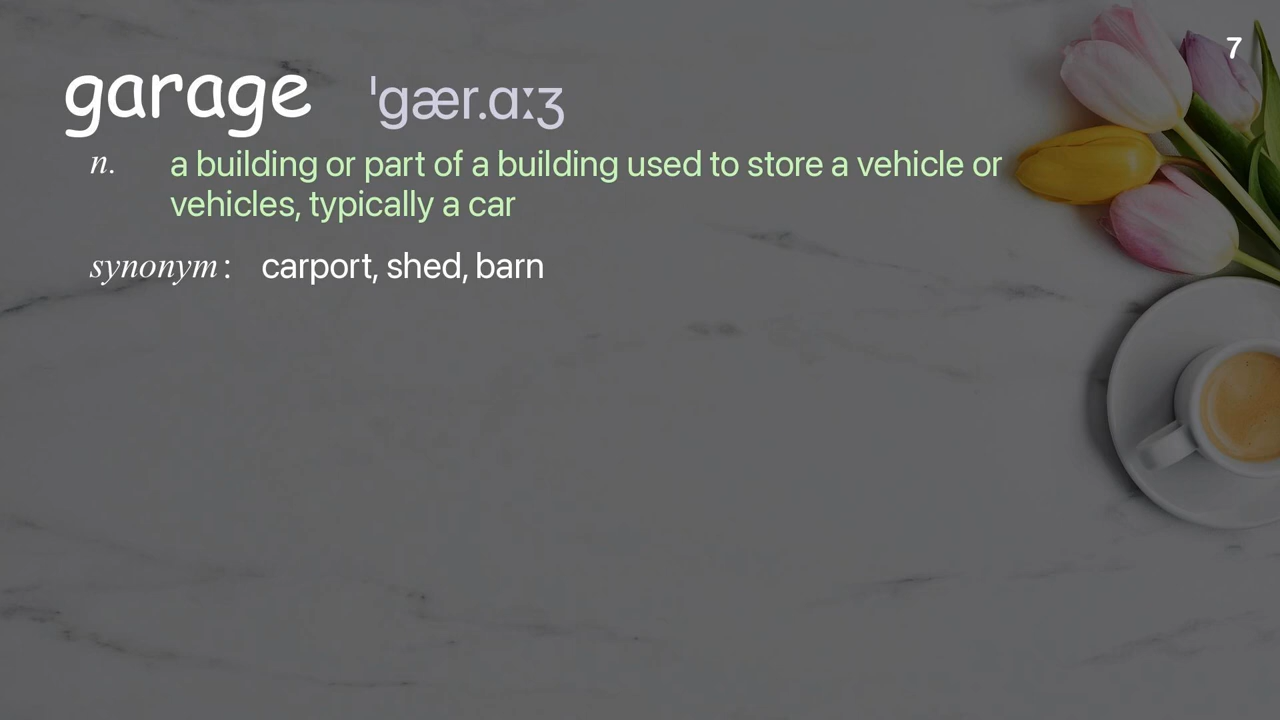 7
garage ˈɡær.ɑːʒ
n. a building or part of a building used to store a vehicle or
vehicles, typically a car
synonym: carport, shed, barn